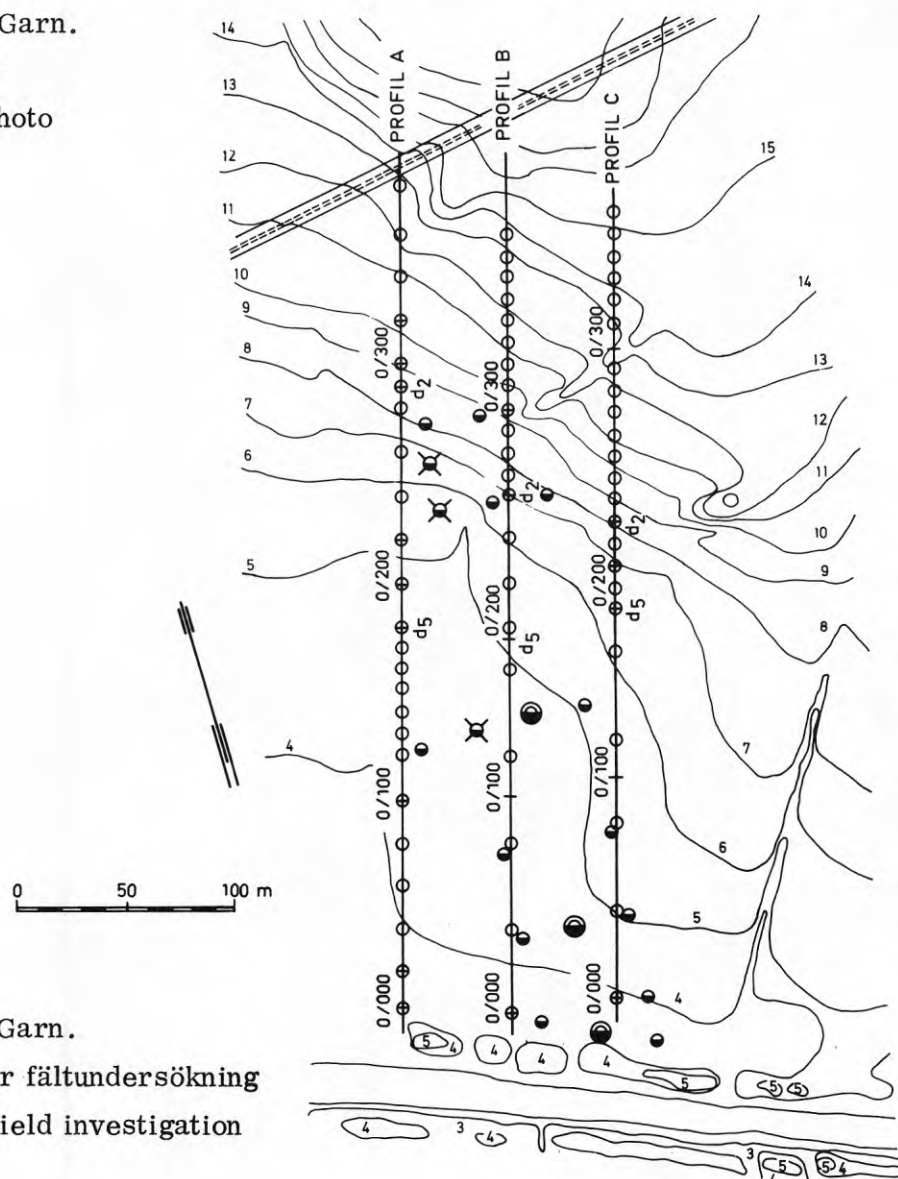 Garn.
hoto
14
13
12
11
10
9
8
7
6
5
4
PROFIL A
PROFIL B
PROFIL C
15
14
13
12
11
10
9
8
7
6
5
4
0/300
d2
0/200
d5
0/100
0/000
0/300
d2
0/200
d5
0/100
0/000
0/300
d2
0/200
d5
0/100
0/000
0 50 100 m
5 4 4 4 4 5 5 5
4 3 4 3 5 5 4
Garn.
r fältundersökning
ield investigation